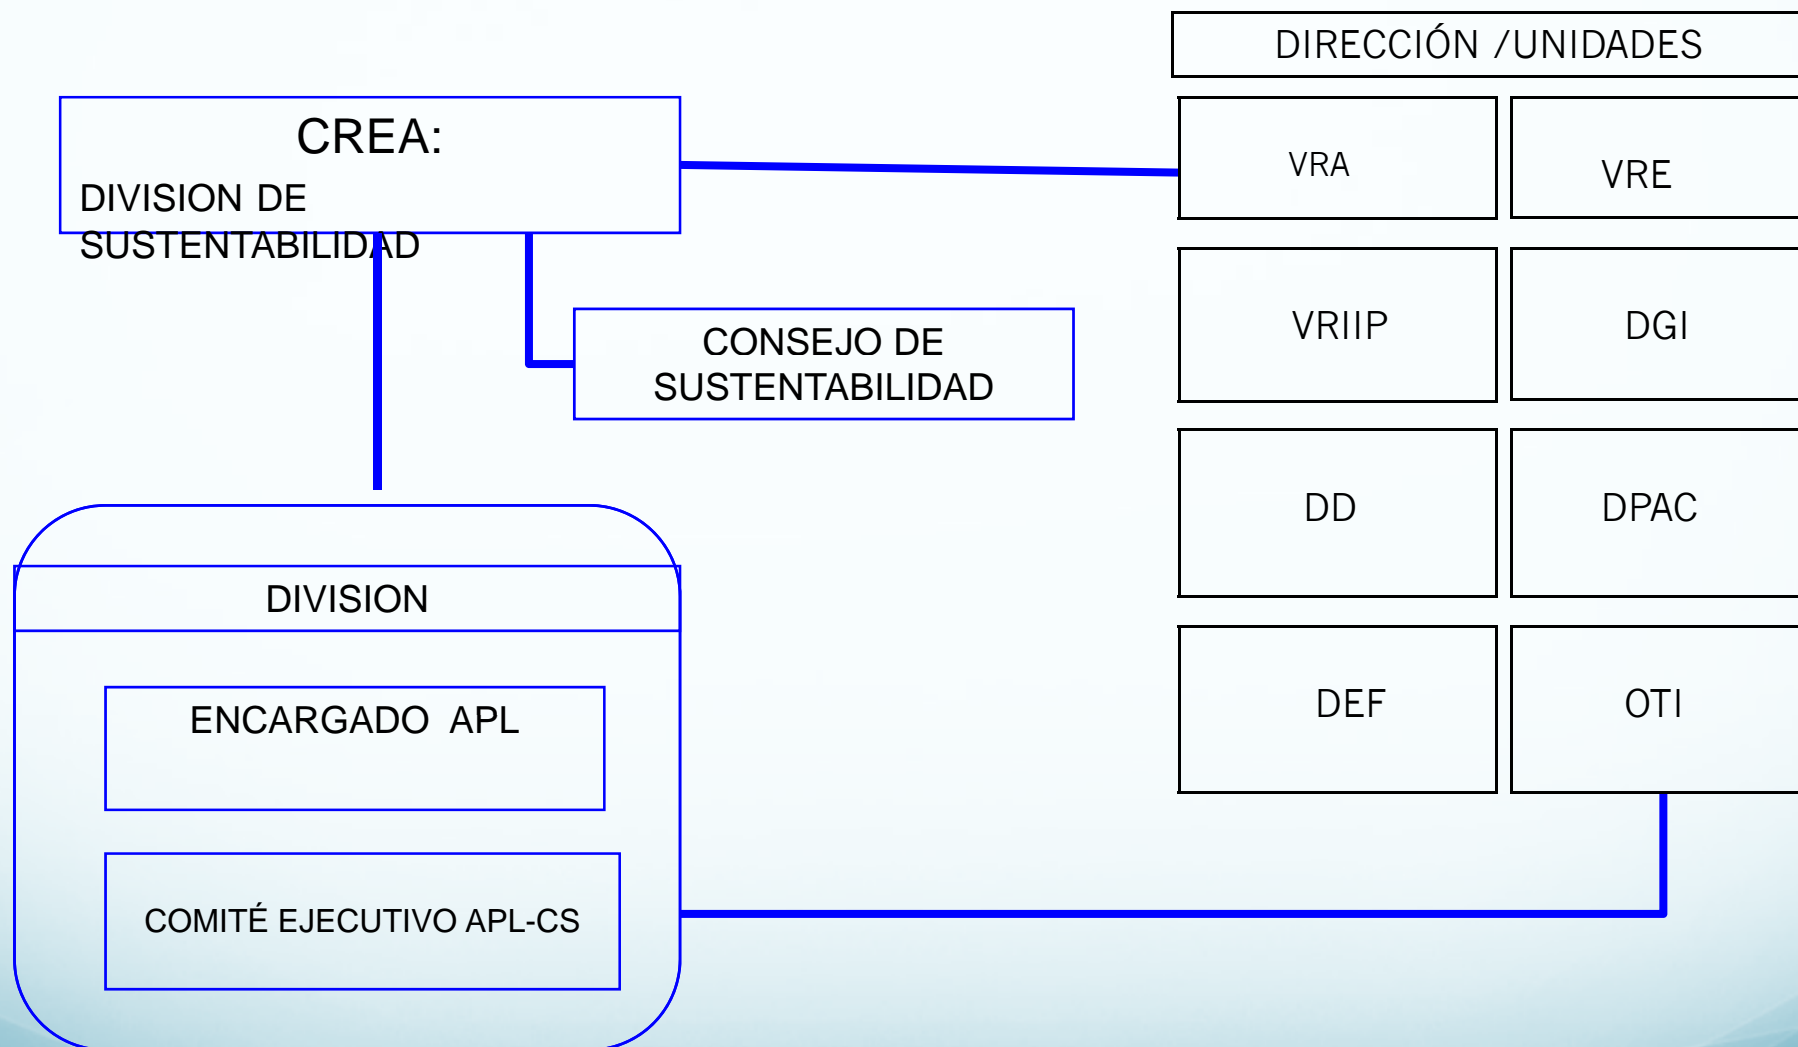 DIRECCIÓN /UNIDADES
CREA:
DIVISION DE
SUSTENTABILIDAD
VRA
VRE
CONSEJO DE
SUSTENTABILIDAD
VRIIP
DGI
DD
DPAC
DIVISION
ENCARGADO  APL
DEF
OTI
COMITÉ EJECUTIVO APL-CS